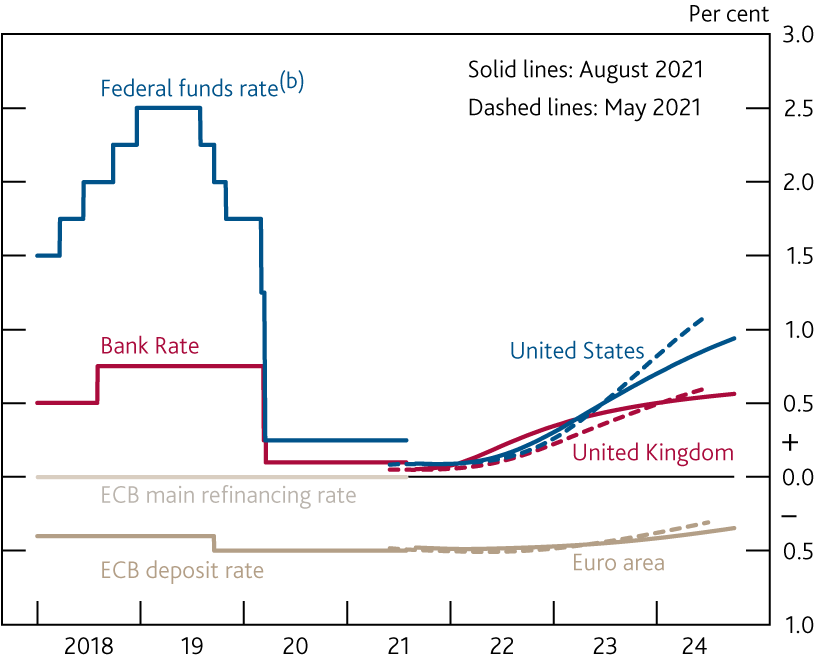 Per cent
3.0
Solid lines: August 2021
Federal funds rate(b)
Dashed lines: May 2021
2.5
2.0
1.5
1.0
Bank Rate
United States
0.5
+
United Kingdom
0.0
ECB main refinancing rate
–
0.5
ECB deposit rate
Euro area
1.0
2018 19 20 21 22 23 24